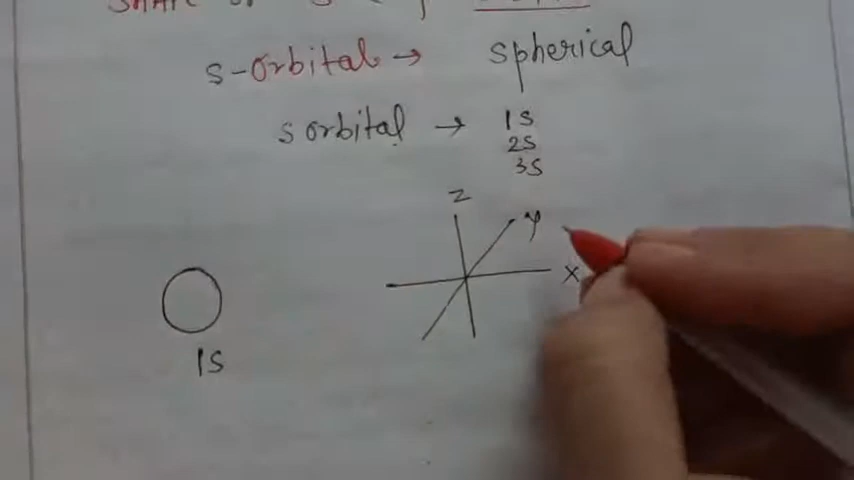 s-orbital → spherical
s orbital → 1s
2s
3s
z
y
x
1s